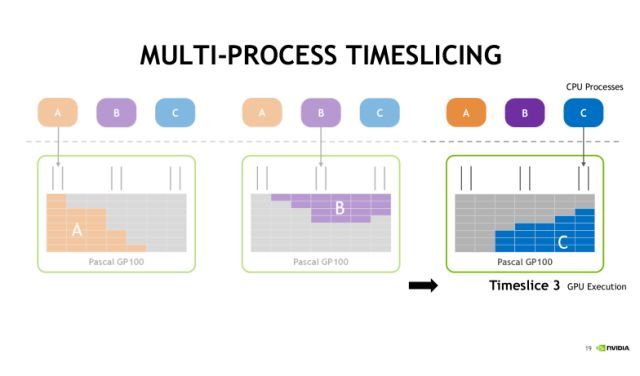 MULTI-PROCESS TIMESLICING
CPU Processes
A B C A B C A B C
A B C
Pascal GP100 Pascal GP100 Pascal GP100
Timeslice 3 GPU Execution
19 NVIDIA